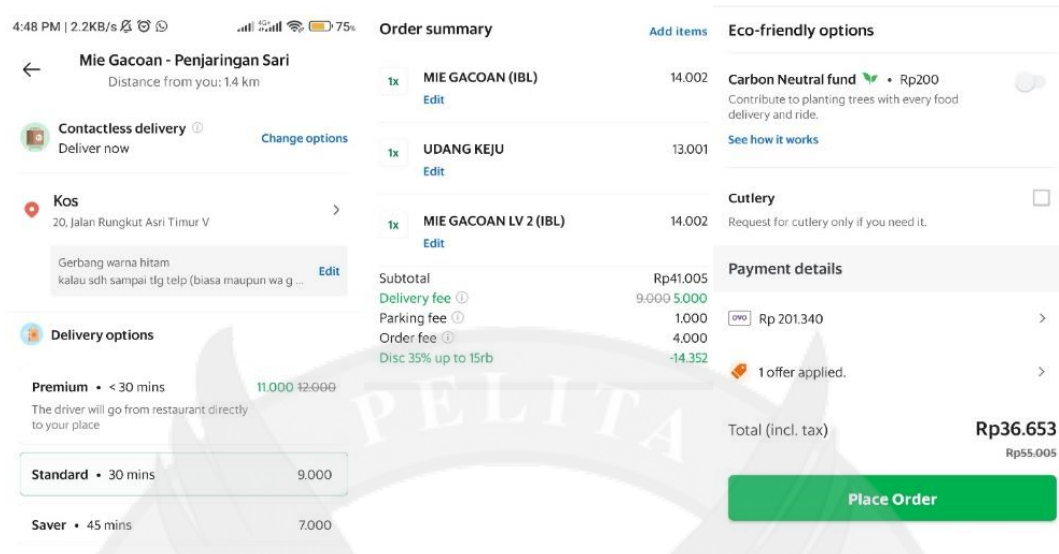 4:48 PM | 2.2KB/s 4G+ 75%
Mie Gacoan - Penjaringan Sari
Distance from you: 1.4 km
Contactless delivery
Deliver now
Change options
Kos
20, Jalan Rungkut Asri Timur V
Gerbang warna hitam
kalau sdh sampai tlg telp (biasa maupun wa g ...
Edit
Delivery options
Premium • < 30 mins 11.000 12.000
The driver will go from restaurant directly
to your place
Standard • 30 mins 9.000
Saver • 45 mins 7.000
Order summary Add items
1x MIE GACOAN (IBL) 14.002
Edit
1x UDANG KEJU 13.001
Edit
1x MIE GACOAN LV 2 (IBL) 14.002
Edit
Subtotal Rp41.005
Delivery fee 9.000 5.000
Parking fee 1.000
Order fee 4.000
Disc 35% up to 15rb -14.352
Eco-friendly options
Carbon Neutral fund • Rp200
Contribute to planting trees with every food
delivery and ride.
See how it works
Cutlery
Request for cutlery only if you need it.
Payment details
OVO Rp 201.340
1 offer applied.
Total (incl. tax) Rp36.653
Rp55.005
Place Order
PELITA